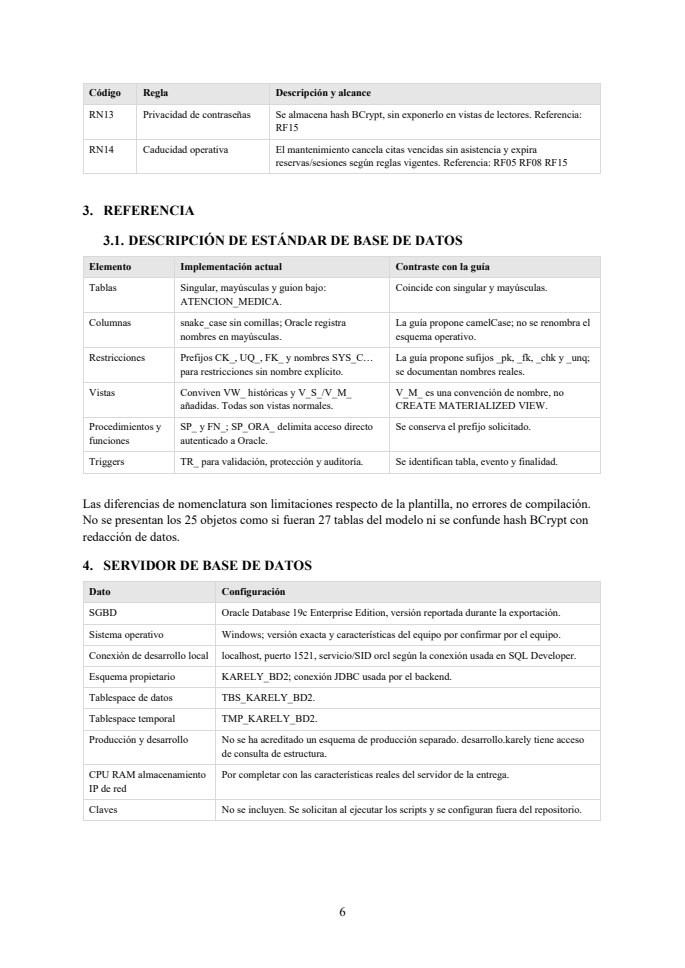 Código Regla Descripción y alcance
RN13 Privacidad de contraseñas Se almacena hash BCrypt, sin exponerlo en vistas de lectores. Referencia:
RF15
RN14 Caducidad operativa El mantenimiento cancela citas vencidas sin asistencia y expira
reservas/sesiones según reglas vigentes. Referencia: RF05 RF08 RF15
3. REFERENCIA
3.1. DESCRIPCIÓN DE ESTÁNDAR DE BASE DE DATOS
Elemento Implementación actual Contraste con la guía
Tablas Singular, mayúsculas y guion bajo: Coincide con singular y mayúsculas.
ATENCION_MEDICA.
Columnas snake_case sin comillas; Oracle registra La guía propone camelCase; no se renombra el
nombres en mayúsculas. esquema operativo.
Restricciones Prefijos CK_, UQ_, FK_ y nombres SYS_C… La guía propone sufijos _pk, _fk, _chk y _unq;
para restricciones sin nombre explícito. se documentan nombres reales.
Vistas Conviven VW_ históricas y V_S_/V_M_ V_M_ es una convención de nombre, no
añadidas. Todas son vistas normales. CREATE MATERIALIZED VIEW.
Procedimientos y SP_ y FN_; SP_ORA_ delimita acceso directo Se conserva el prefijo solicitado.
funciones autenticado a Oracle.
Triggers TR_ para validación, protección y auditoría. Se identifican tabla, evento y finalidad.
Las diferencias de nomenclatura son limitaciones respecto de la plantilla, no errores de compilación.
No se presentan los 25 objetos como si fueran 27 tablas del modelo ni se confunde hash BCrypt con
redacción de datos.
4. SERVIDOR DE BASE DE DATOS
Dato Configuración
SGBD Oracle Database 19c Enterprise Edition, versión reportada durante la exportación.
Sistema operativo Windows; versión exacta y características del equipo por confirmar por el equipo.
Conexión de desarrollo local localhost, puerto 1521, servicio/SID orcl según la conexión usada en SQL Developer.
Esquema propietario KARELY_BD2; conexión JDBC usada por el backend.
Tablespace de datos TBS_KARELY_BD2.
Tablespace temporal TMP_KARELY_BD2.
Producción y desarrollo No se ha acreditado un esquema de producción separado. desarrollo.karely tiene acceso
de consulta de estructura.
CPU RAM almacenamiento Por completar con las características reales del servidor de la entrega.
IP de red
Claves No se incluyen. Se solicitan al ejecutar los scripts y se configuran fuera del repositorio.
6